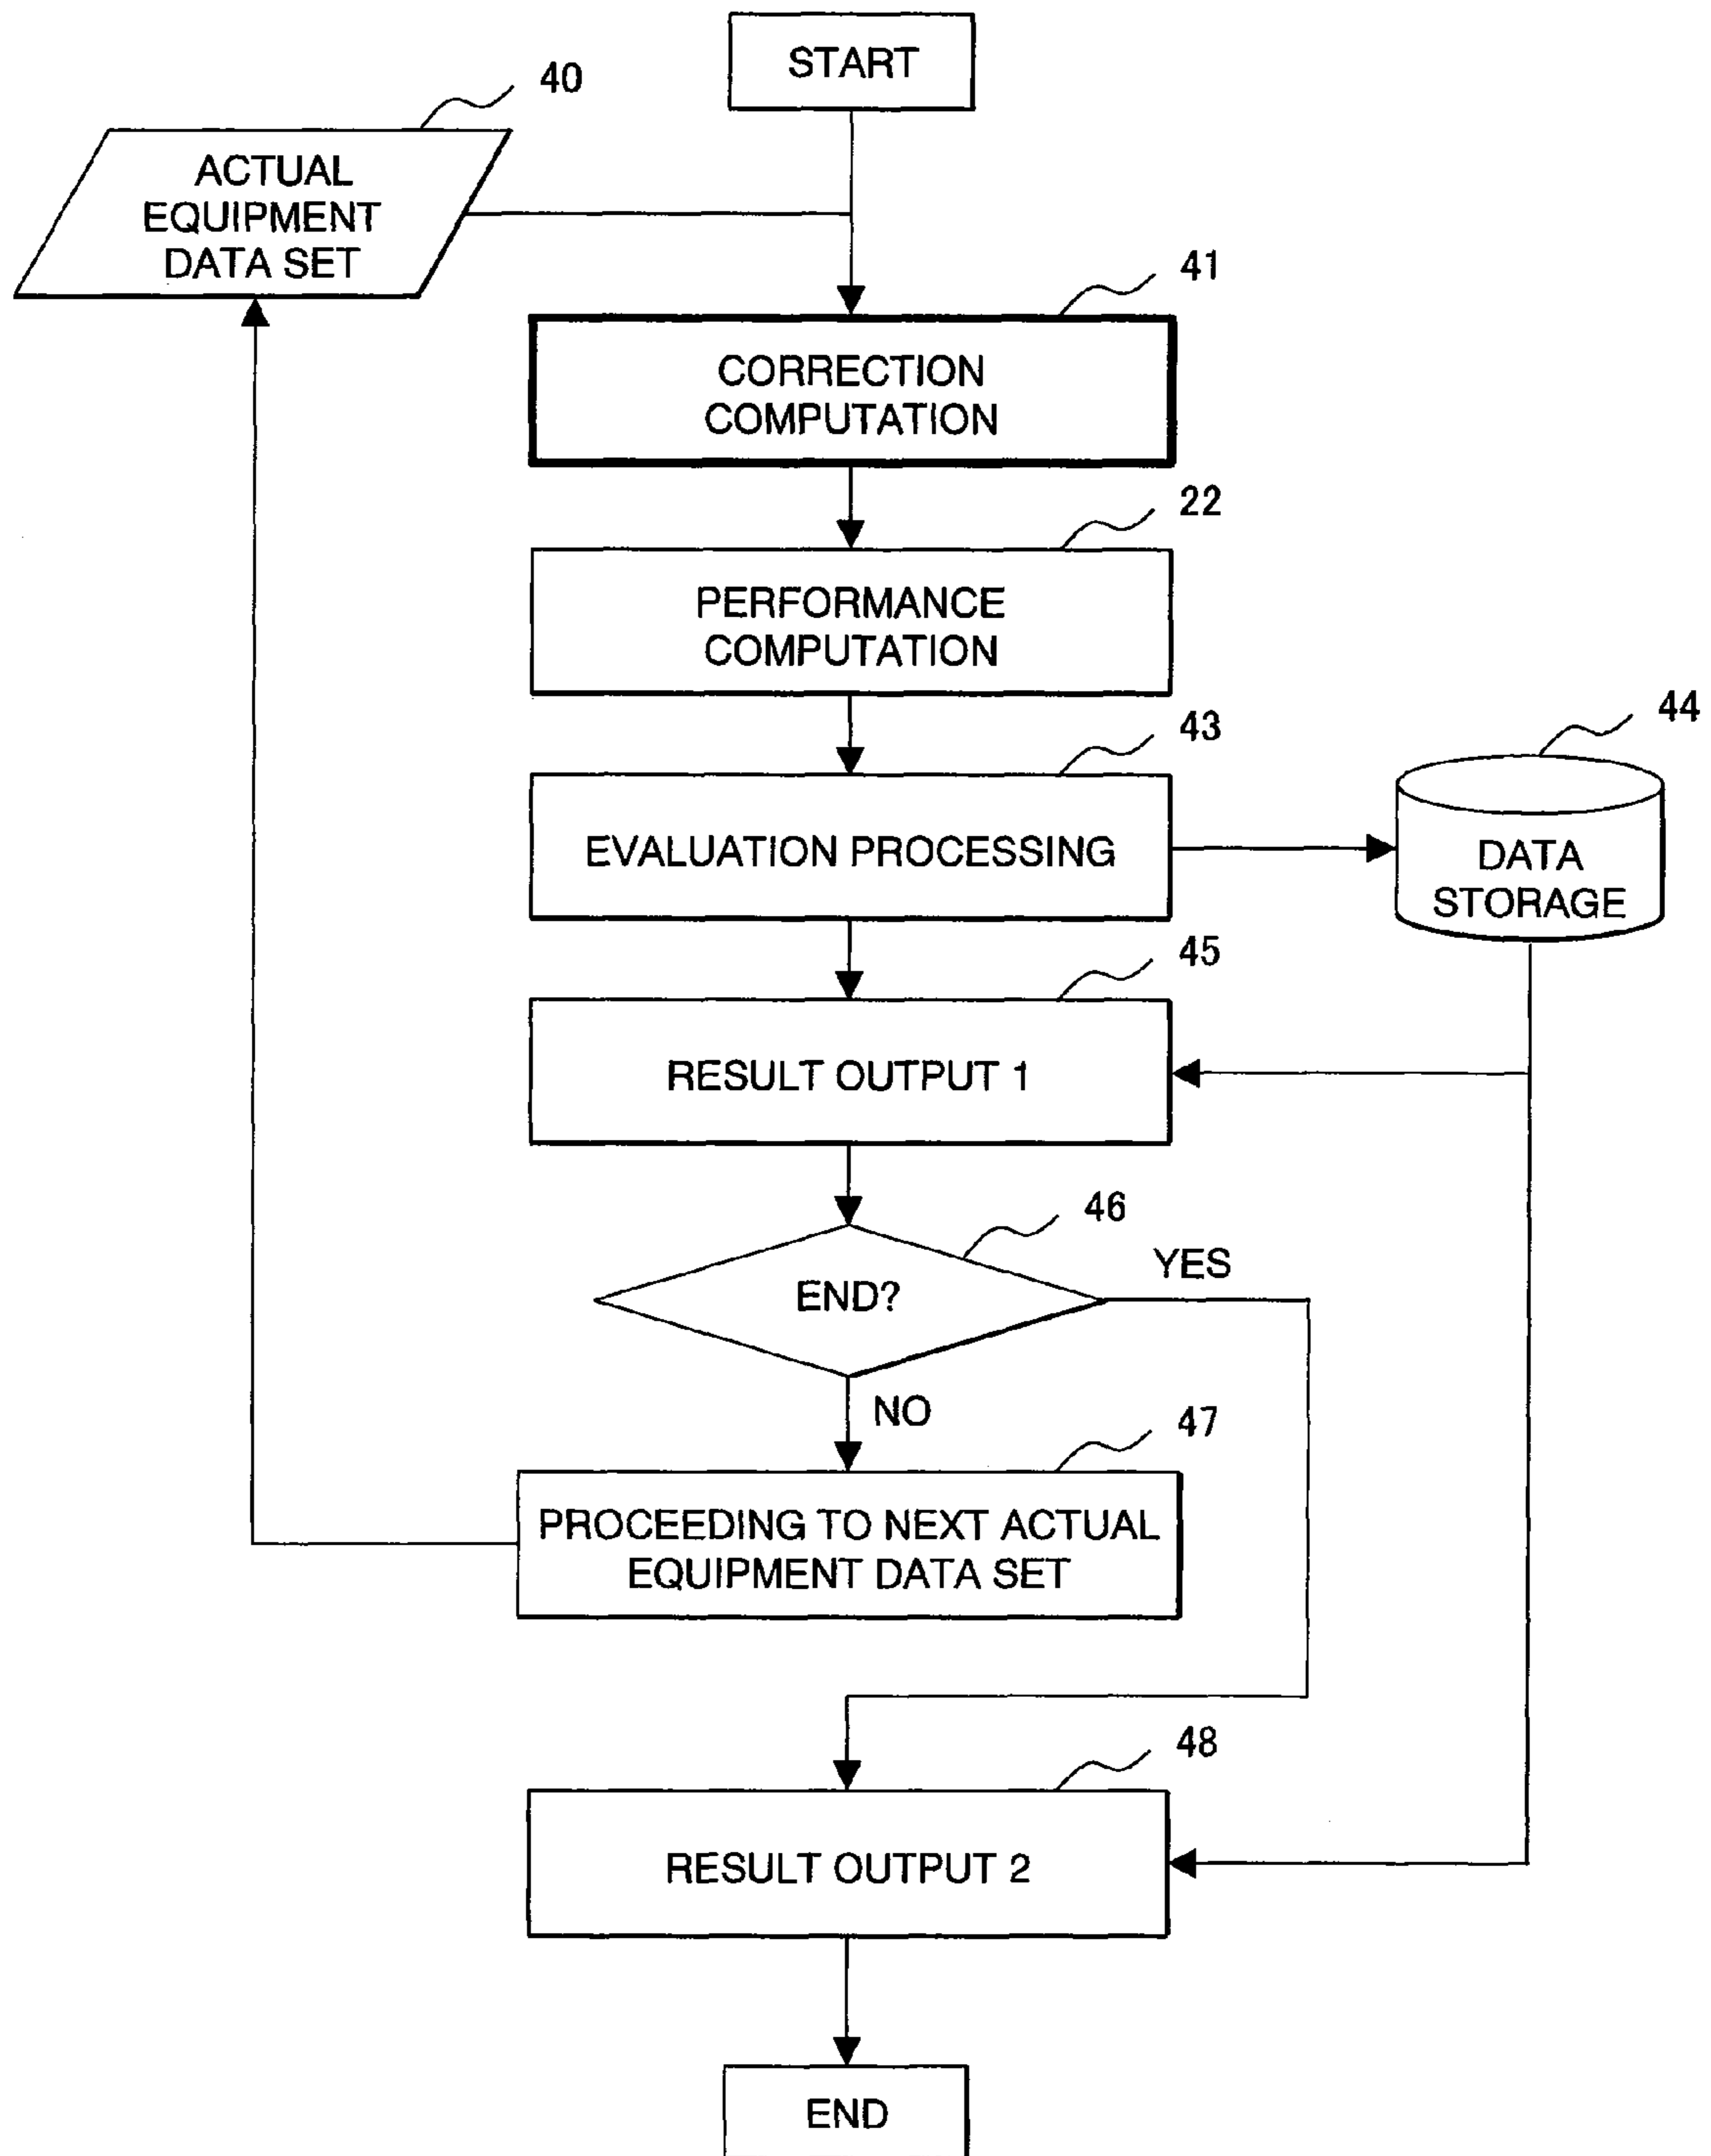 START
40
ACTUAL
EQUIPMENT
DATA SET
41
CORRECTION
COMPUTATION
22
PERFORMANCE
COMPUTATION
43
EVALUATION PROCESSING
44
DATA
STORAGE
45
RESULT OUTPUT 1
46
END?
YES
NO
47
PROCEEDING TO NEXT ACTUAL
EQUIPMENT DATA SET
48
RESULT OUTPUT 2
END